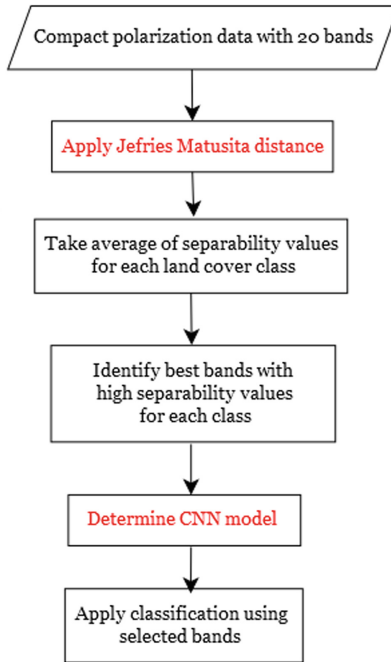 Compact polarization data with 20 bands
Apply Jefries Matusita distance
Take average of separability values
for each land cover class
Identify best bands with
high separability values
for each class
Determine CNN model
Apply classification using
selected bands